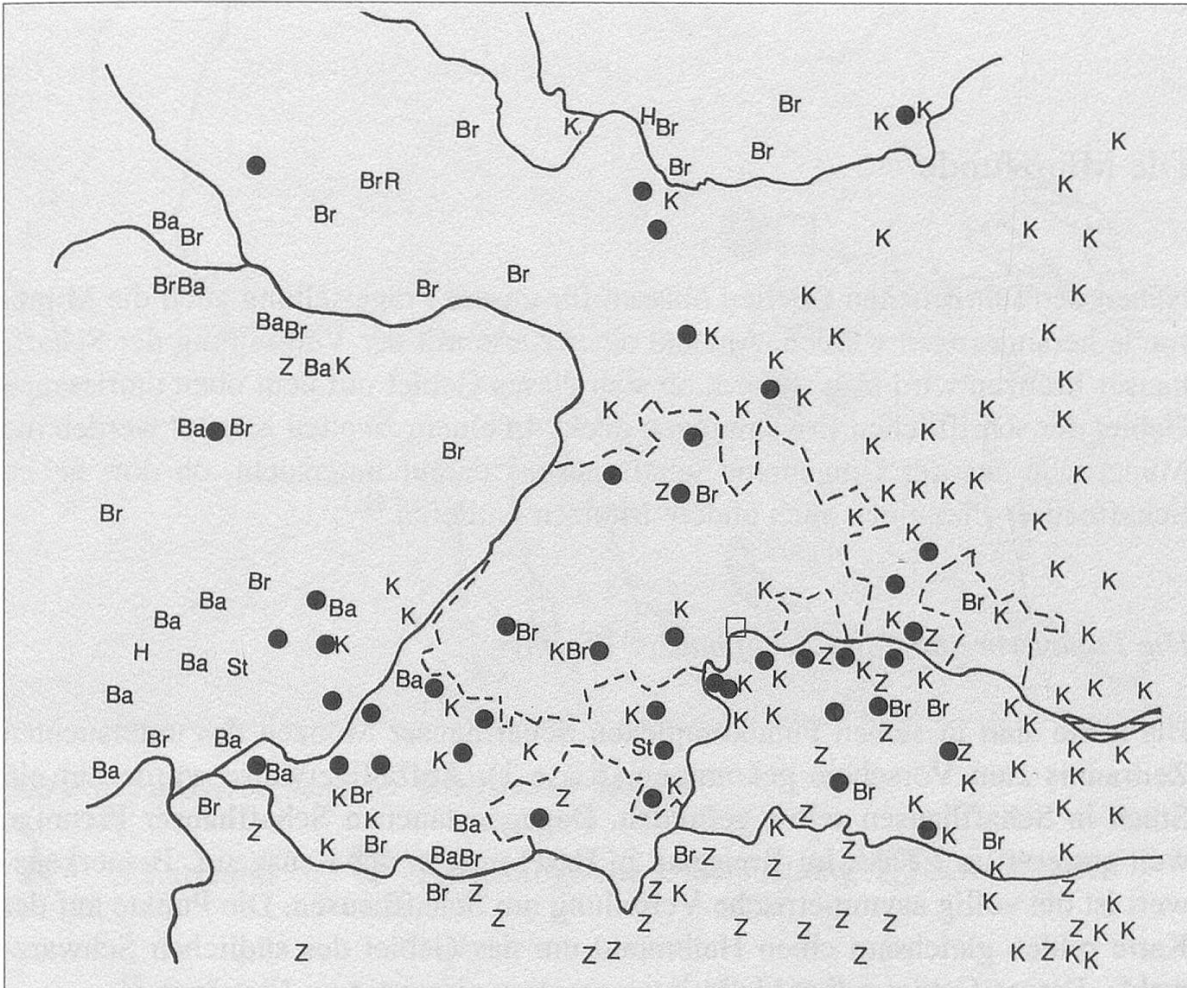 Br K H Br Br K K
Br Br K
BrR K K
Ba Br Br K K K
BrBa Br Br K K
BaBr K K K
Z Ba K K K K
Ba Br K K K K K
Br K K
Br Z Br K K K K K
K K K
Br K K K
Ba Ba K K K Br K
Ba K Br K Z K
H Ba St K KBr Z K
Ba Ba K Z K K K K
K K K K Br Br K
Br Ba K K St Z Z K K
Ba Ba Br Z K
Br K Br Z K Z K K
Z K K Br Ba Z K K Br
BaBr Br Z Z Z K K
Br Z Z K Z K
Z Z Z Z Z Z K K
Z Z Z K Z K K